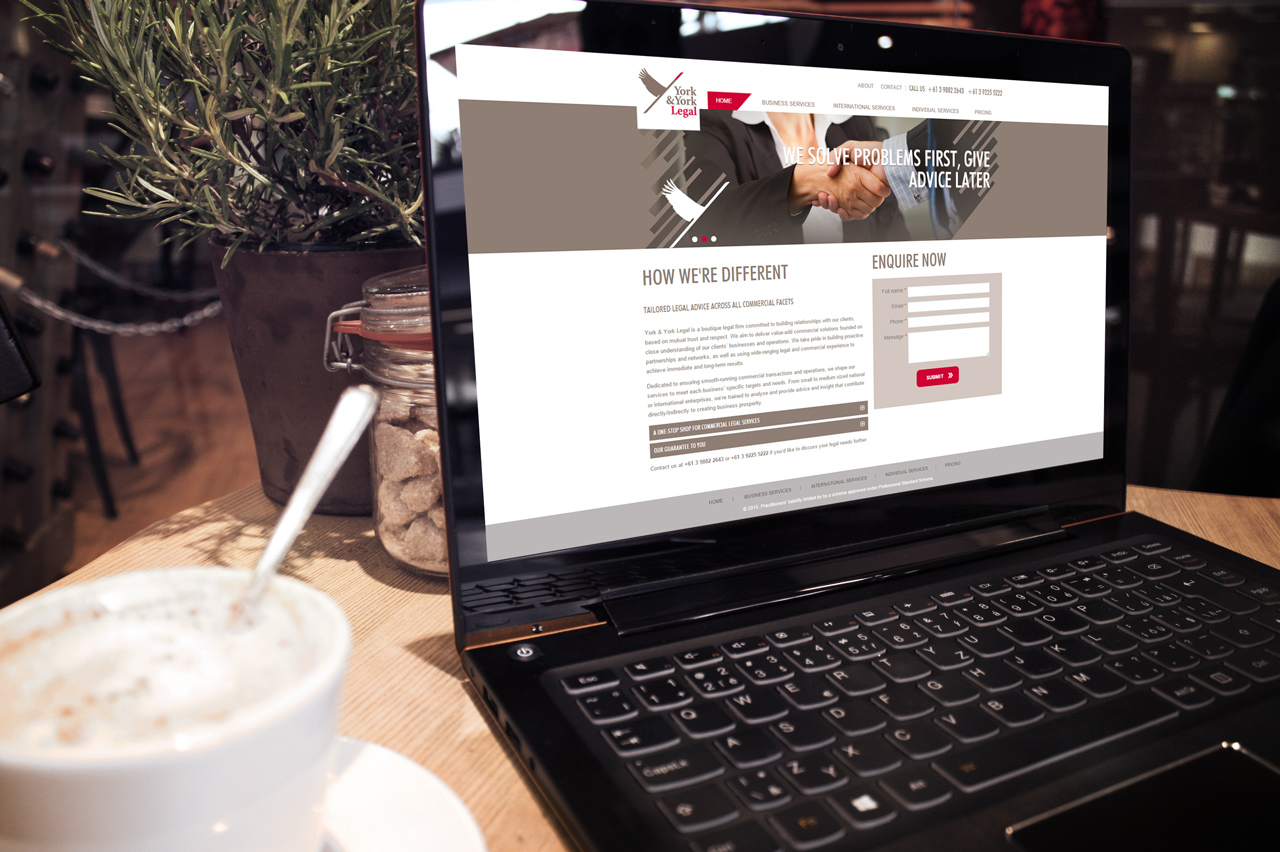 York
&York
Legal
ABOUT CONTACT CALL US +61 3 9882 2643 +61 3 9225 5222
HOME BUSINESS SERVICES INTERNATIONAL SERVICES INDIVIDUAL SERVICES PRICING
WE SOLVE PROBLEMS FIRST, GIVE
ADVICE LATER
HOW WE'RE DIFFERENT
TAILORED LEGAL ADVICE ACROSS ALL COMMERCIAL FACETS
York & York Legal is a boutique legal firm committed to building relationships with our clients,
based on mutual trust and respect. We aim to deliver value-add commercial solutions founded on
close understanding of our clients' businesses and operations. We take pride in building proactive
partnerships and networks, as well as using wide-ranging legal and commercial experience to
achieve immediate and long-term results.
Dedicated to ensuring smooth-running commercial transactions and operations, we shape our
services to meet each business' specific targets and needs. From small to medium sized national
or international enterprises, we're trained to analyse and provide advice and insight that contribute
directly/indirectly to creating business prosperity.
A ONE-STOP SHOP FOR COMMERCIAL LEGAL SERVICES
OUR GUARANTEE TO YOU
Contact us at +61 3 9882 2643 or +61 3 9225 5222 if you'd like to discuss your legal needs further.
ENQUIRE NOW
Full name *
Email *
Phone *
Message *
SUBMIT
HOME | BUSINESS SERVICES | INTERNATIONAL SERVICES | INDIVIDUAL SERVICES | PRICING
© 2015. Practitioners' liability limited by a scheme approved under Professional Standard Scheme.
Esc
Q W E R T Z U I O P
CapsLk A S D F G H J K L
Y X C V B N M
Fn Alt